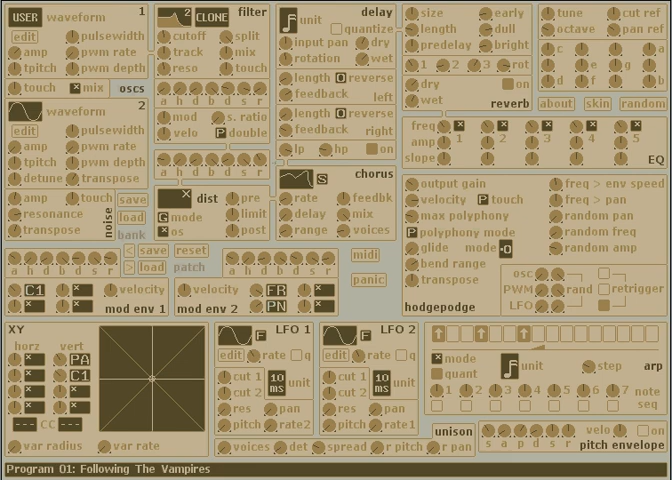 USER waveform 1
edit pulsewidth
amp pwm rate
tpitch pwm depth
touch mix oscs
waveform 2
edit pulsewidth
amp pwm rate
tpitch pwm depth
detune transpose
amp touch
resonance
transpose
noise
save
load
bank
2 CLONE filter
cutoff split
track mix
reso touch
a h d s d s r
mod s. ratio
velo P double
a h d s d s r
dist pre
G mode limit
os post
delay
unit quantize
input pan dry
rotation wet
length O reverse
feedback left
length O reverse
feedback right
lp hp on
S chorus
rate feedbk
delay mix
range voices
size early
length dull
predelay bright
1 2 3 rot
dry on
wet reverb
tune cut ref
octave pan ref
c e g b
c a
d f g b
about skin random
freq
amp 1 2 3 4 5
slope EQ
output gain
velocity P touch
max polyphony
P polyphony mode
glide mode O
bend range
transpose
hodgepodge
freq > env speed
freq > env time
random pan
random freq
random amp
osc
PWM rand retrigger
LFO
a h d b d s r
C1 velocity
mod env 1
< save reset
> load patch
a h d b d s r
velocity FR
mod env 2 PN
midi
panic
XY
horz vert
PA
C1
--- CC ---
var radius var rate
F LFO 1
edit rate q
cut 1 10 ms unit
cut 2
res pan
pitch rate2
F LFO 2
edit rate q
cut 1 10 ms unit
cut 2
res pan
pitch rate1
voices det spread r pitch r pan
unison
mode unit step arp
quant
1 2 3 4 5 6 7 note
seq
s a p d s r velo on
pitch envelope
Program 01: Following The Vampires